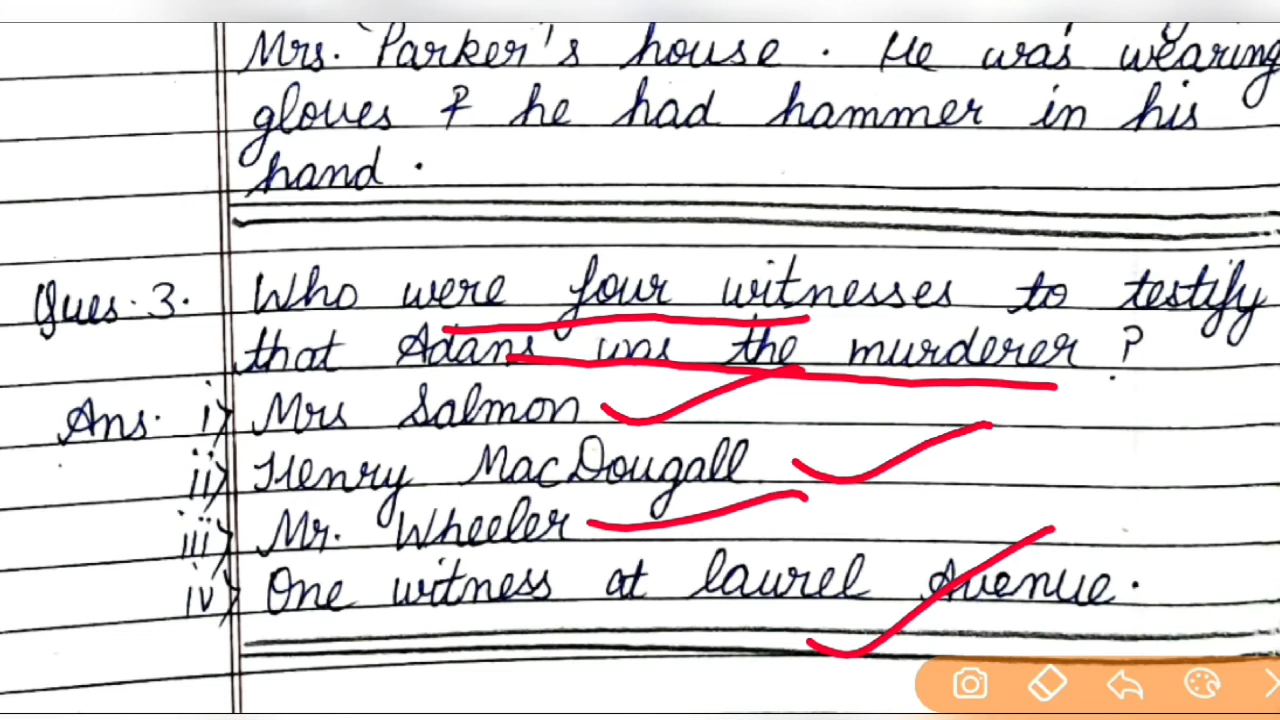 Mrs. Parker's house. He was wearing
gloves & he had hammer in his
hand.
Ques. 3. Who were four witnesses to testify
that Adams was the murderer?
Ans. i) Mrs Salmon
ii) Henry MacDougall
iii) Mr. Wheeler
iv) One witness at laurel Avenue.